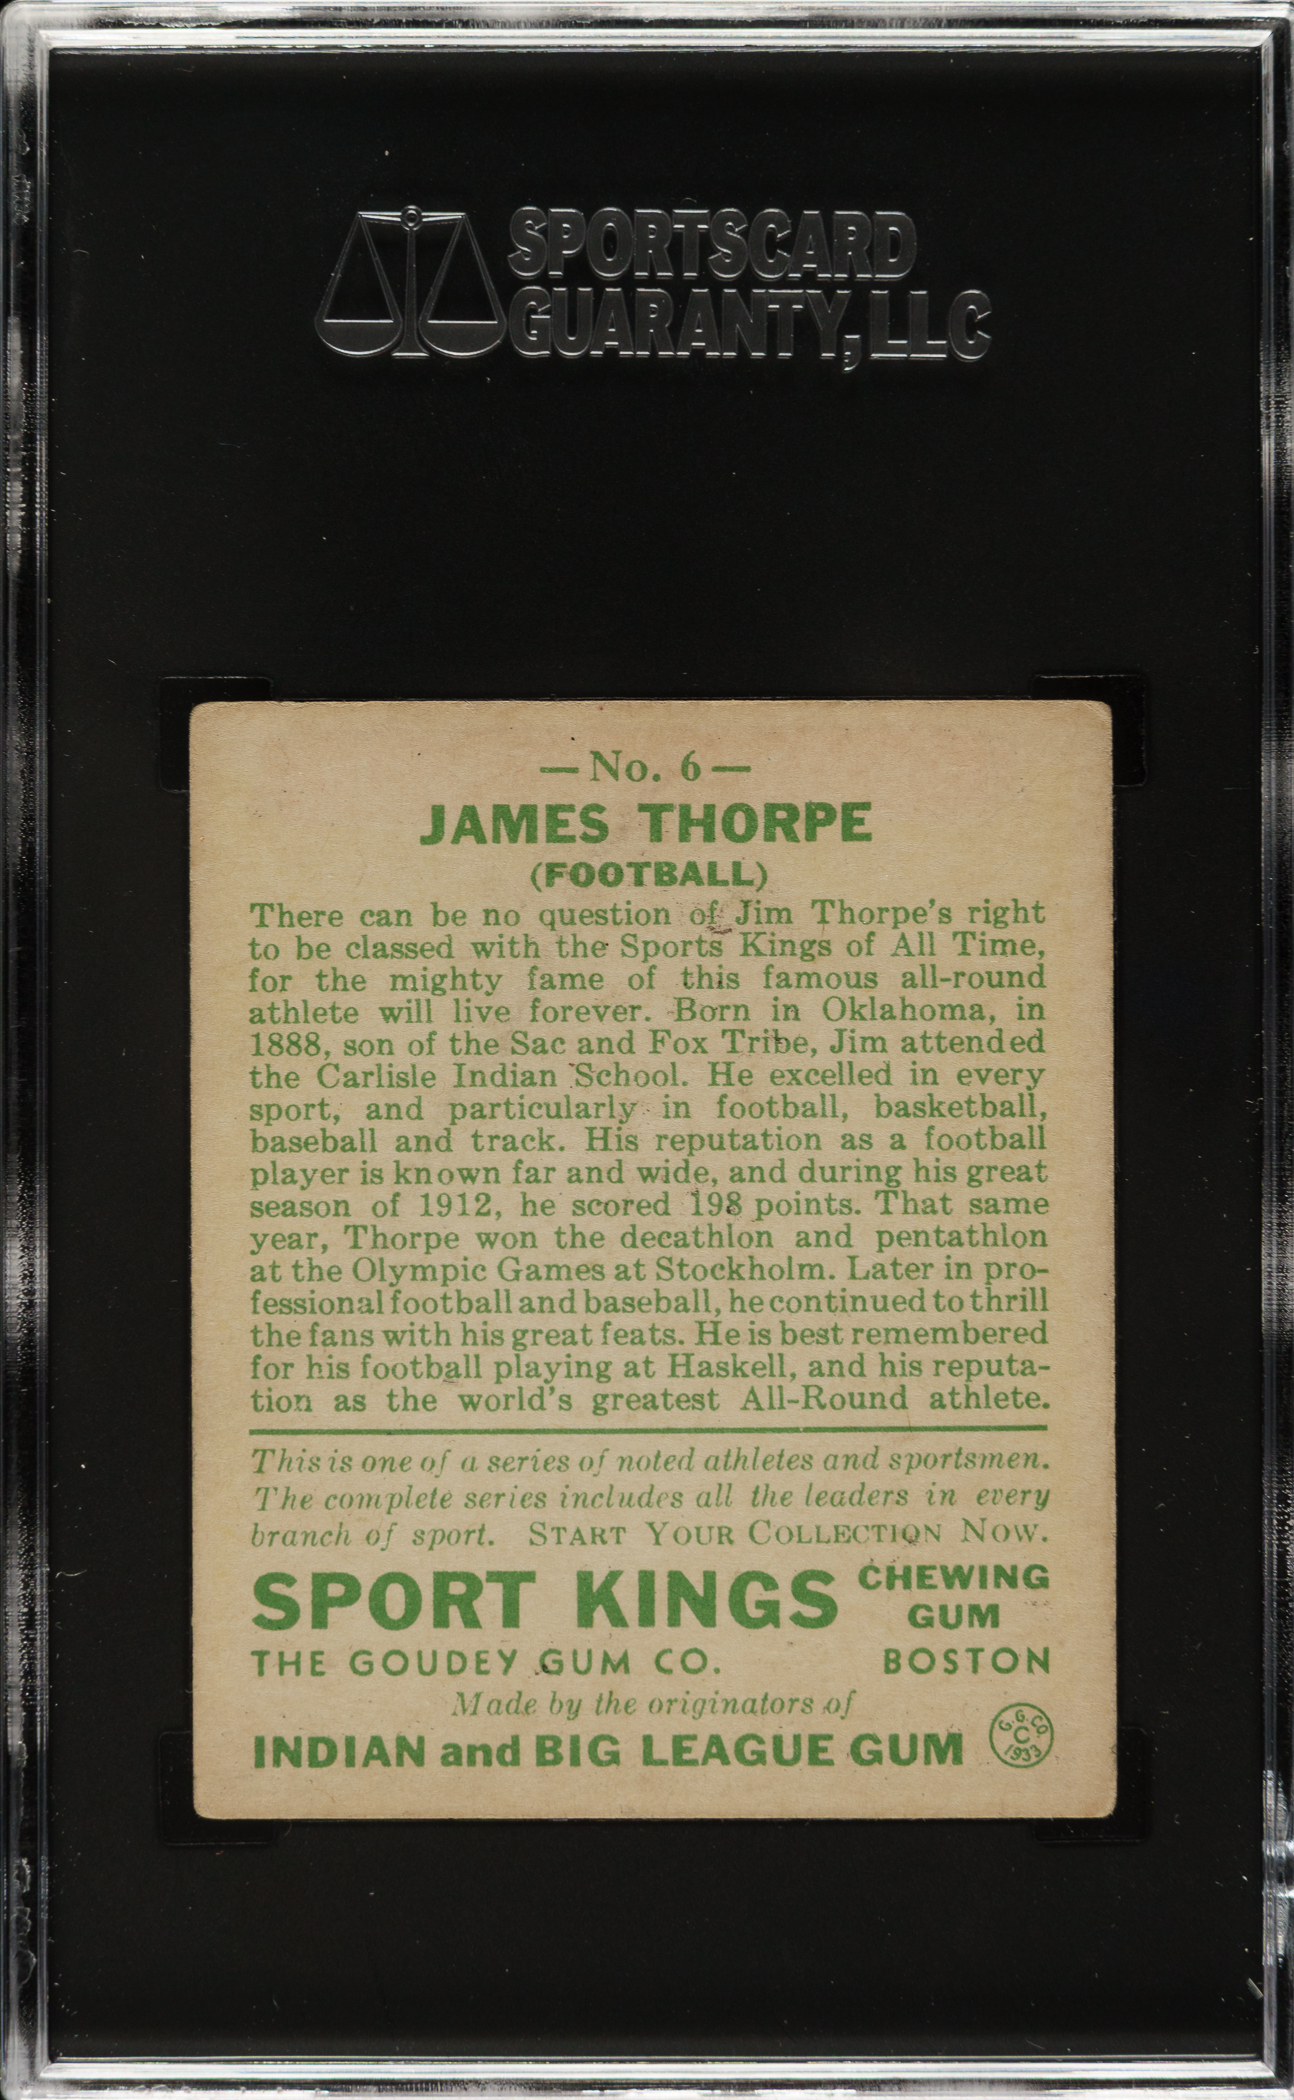 SPORTSCARD
GUARANTY, LLC
—No. 6—
JAMES THORPE
(FOOTBALL)
There can be no question of Jim Thorpe's right
to be classed with the Sports Kings of All Time,
for the mighty fame of this famous all-round
athlete will live forever. Born in Oklahoma, in
1888, son of the Sac and Fox Tribe, Jim attended
the Carlisle Indian School. He excelled in every
sport, and particularly in football, basketball,
baseball and track. His reputation as a football
player is known far and wide, and during his great
season of 1912, he scored 198 points. That same
year, Thorpe won the decathlon and pentathlon
at the Olympic Games at Stockholm. Later in pro-
fessional football and baseball, he continued to thrill
the fans with his great feats. He is best remembered
for his football playing at Haskell, and his reputa-
tion as the world's greatest All-Round athlete.
This is one of a series of noted athletes and sportsmen.
The complete series includes all the leaders in every
branch of sport. START YOUR COLLECTION NOW.
SPORT KINGS CHEWING GUM
THE GOUDEY GUM CO. BOSTON
Made by the originators of
INDIAN and BIG LEAGUE GUM
G. G. CO.
C
1933